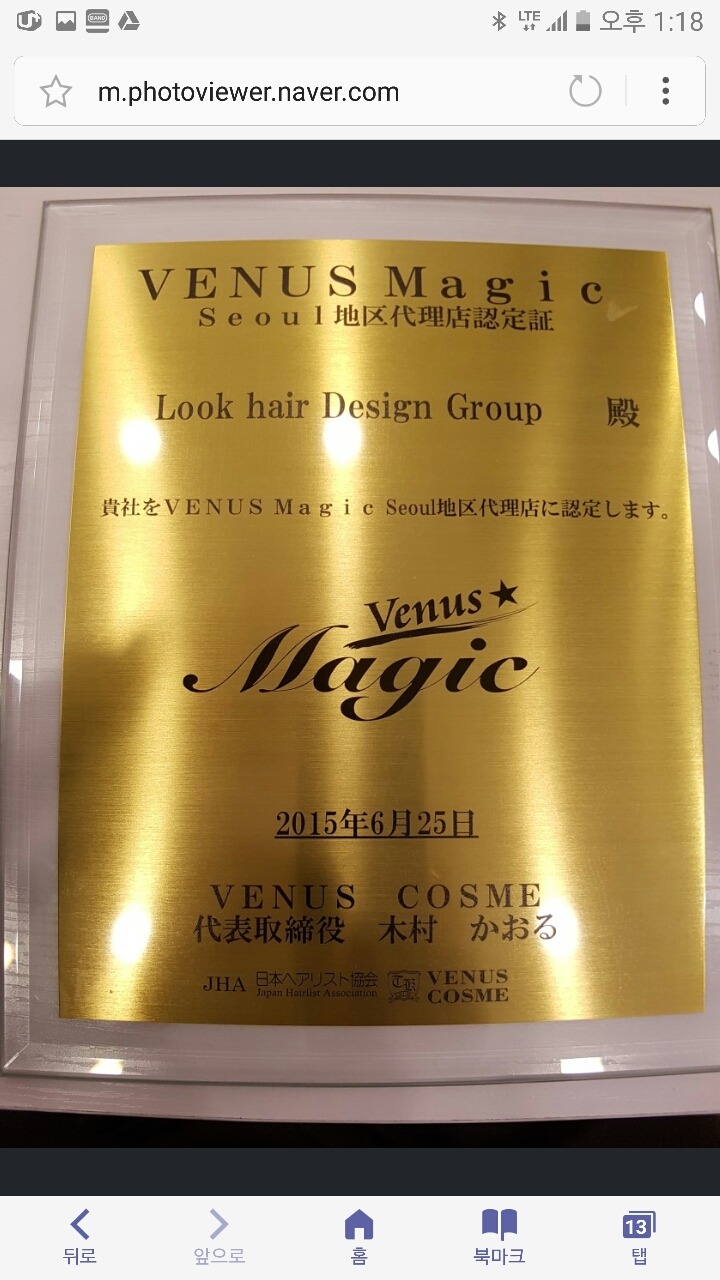 BAND
LTE
오후 1:18
m.photoviewer.naver.com
VENUS Magic
Seoul地区代理店認定証
Look hair Design Group 殿
貴社をVENUS Magic Seoul地区代理店に認定します。
Venus
Magic
2015年6月25日
VENUS COSME
代表取締役 木村 かおる
JHA 日本ヘアリスト協会
Japan Hairlist Association
VENUS
COSME
뒤로 앞으로 홈 북마크 13 탭